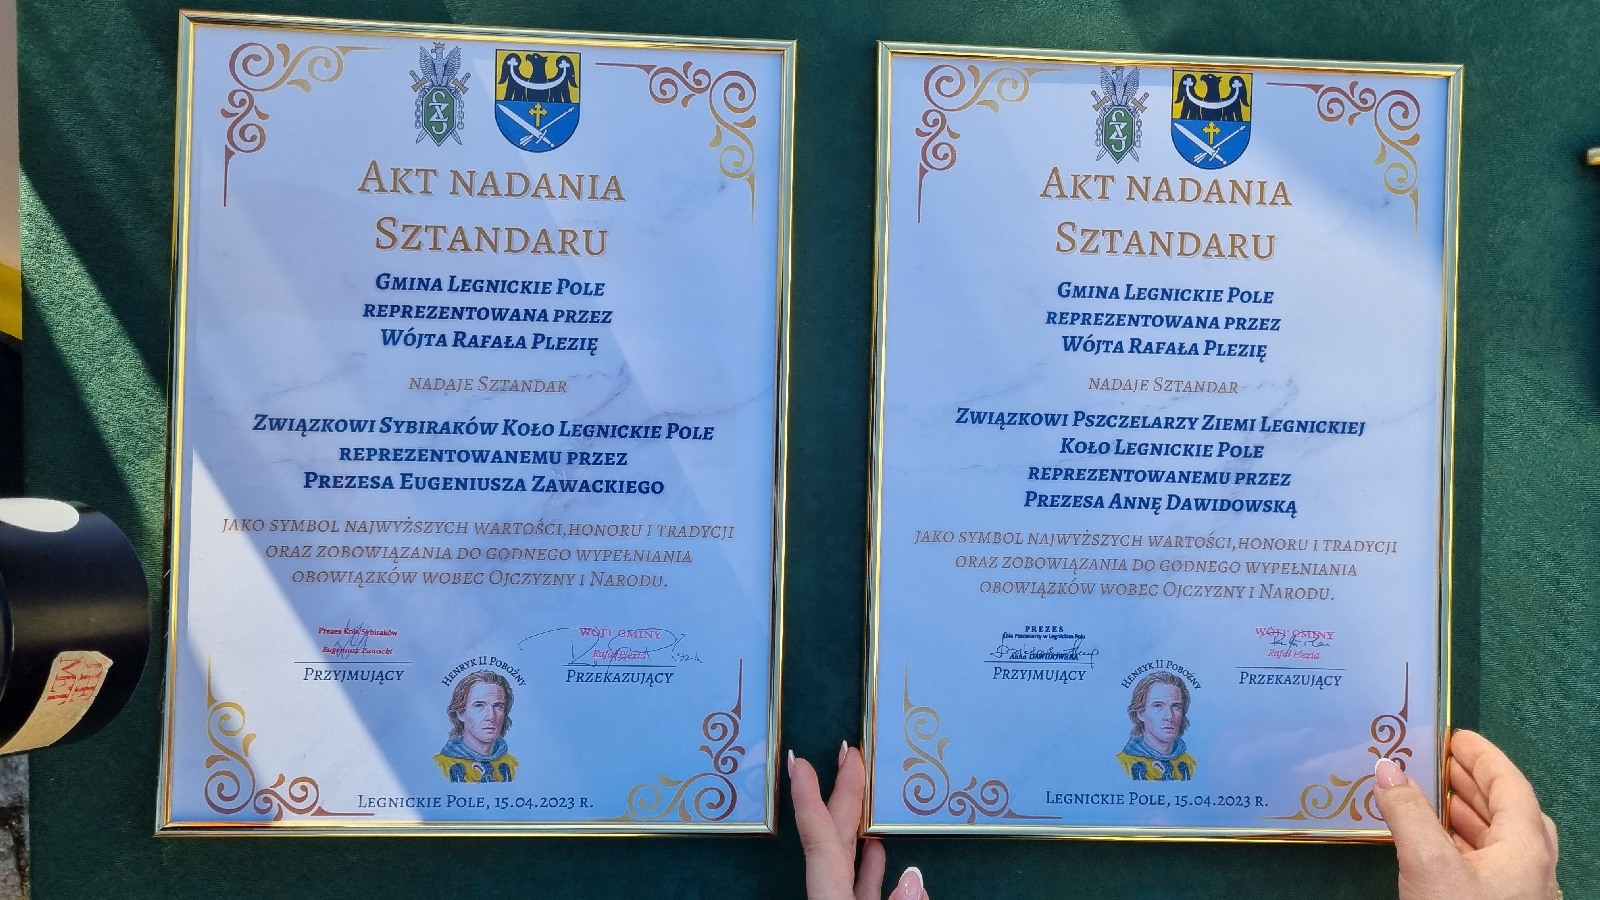 Akt nadania
Sztandaru
Gmina Legnickie Pole
reprezentowana przez
Wójta Rafała Plezię
nadaje Sztandar
Związkowi Sybiraków Koło Legnickie Pole
reprezentowanemu przez
Prezesa Eugeniusza Zawackiego
jako symbol najwyższych wartości,honoru i tradycji
oraz zobowiązania do godnego wypełniania
obowiązków wobec Ojczyzny i Narodu.
Prezes Koła Sybiraków
Eugeniusz Zawacki
Przyjmujący
WÓJT GMINY
Rafał Plezia
Przekazujący
Henryk II Pobożny
Legnickie Pole, 15.04.2023 r.
Akt nadania
Sztandaru
Gmina Legnickie Pole
reprezentowana przez
Wójta Rafała Plezię
nadaje Sztandar
Związkowi Pszczelarzy Ziemi Legnickiej
Koło Legnickie Pole
reprezentowanemu przez
Prezesa Annę Dawidowską
jako symbol najwyższych wartości,honoru i tradycji
oraz zobowiązania do godnego wypełniania
obowiązków wobec Ojczyzny i Narodu.
PREZES
Koła Pszczelarzy w Legnickim Polu
Anna DAWIDOWSKA
Przyjmujący
WÓJT GMINY
Rafał Plezia
Przekazujący
Henryk II Pobożny
Legnickie Pole, 15.04.2023 r.